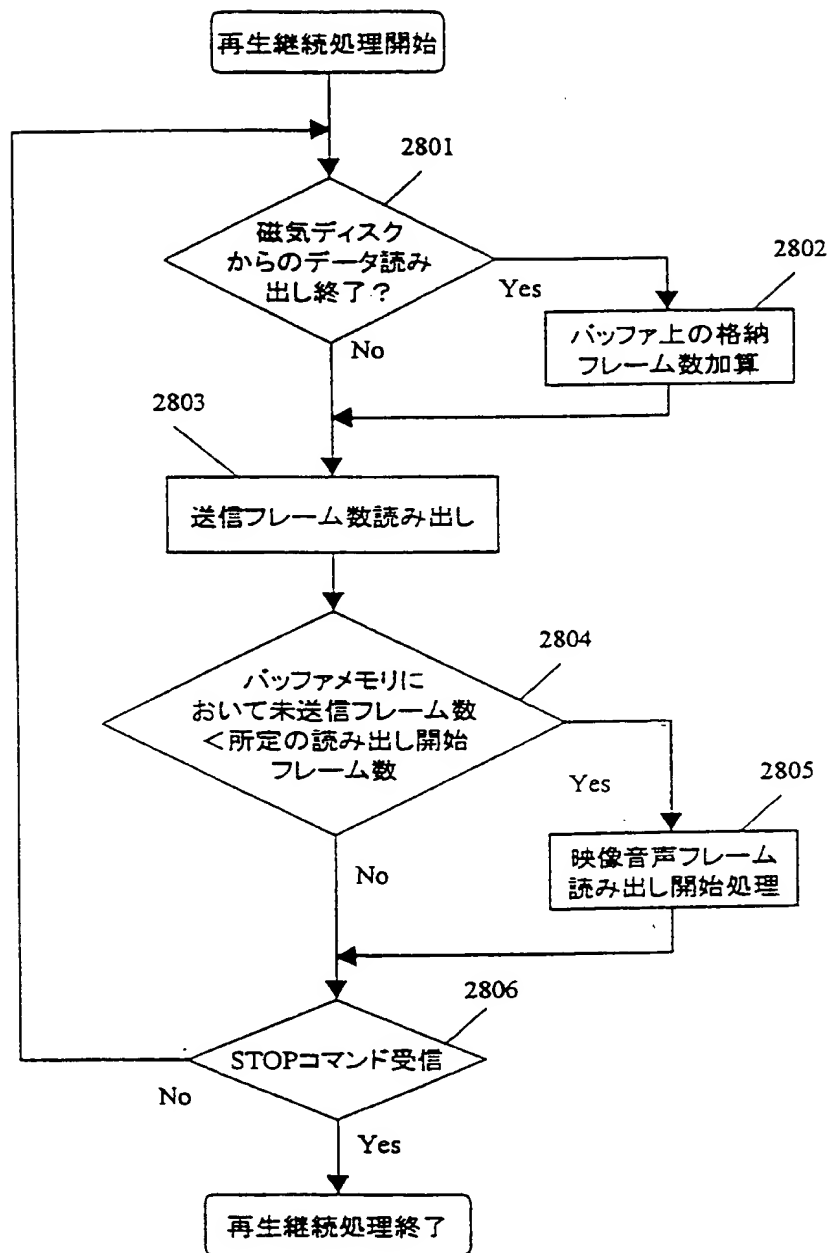 再生継続処理開始
2801
磁気ディスク
からのデータ読み
出し終了？
Yes
2802
バッファ上の格納
フレーム数加算
No
2803
送信フレーム数読み出し
2804
バッファメモリに
おいて未送信フレーム数
＜所定の読み出し開始
フレーム数
Yes
2805
映像音声フレーム
読み出し開始処理
No
2806
STOPコマンド受信
No
Yes
再生継続処理終了